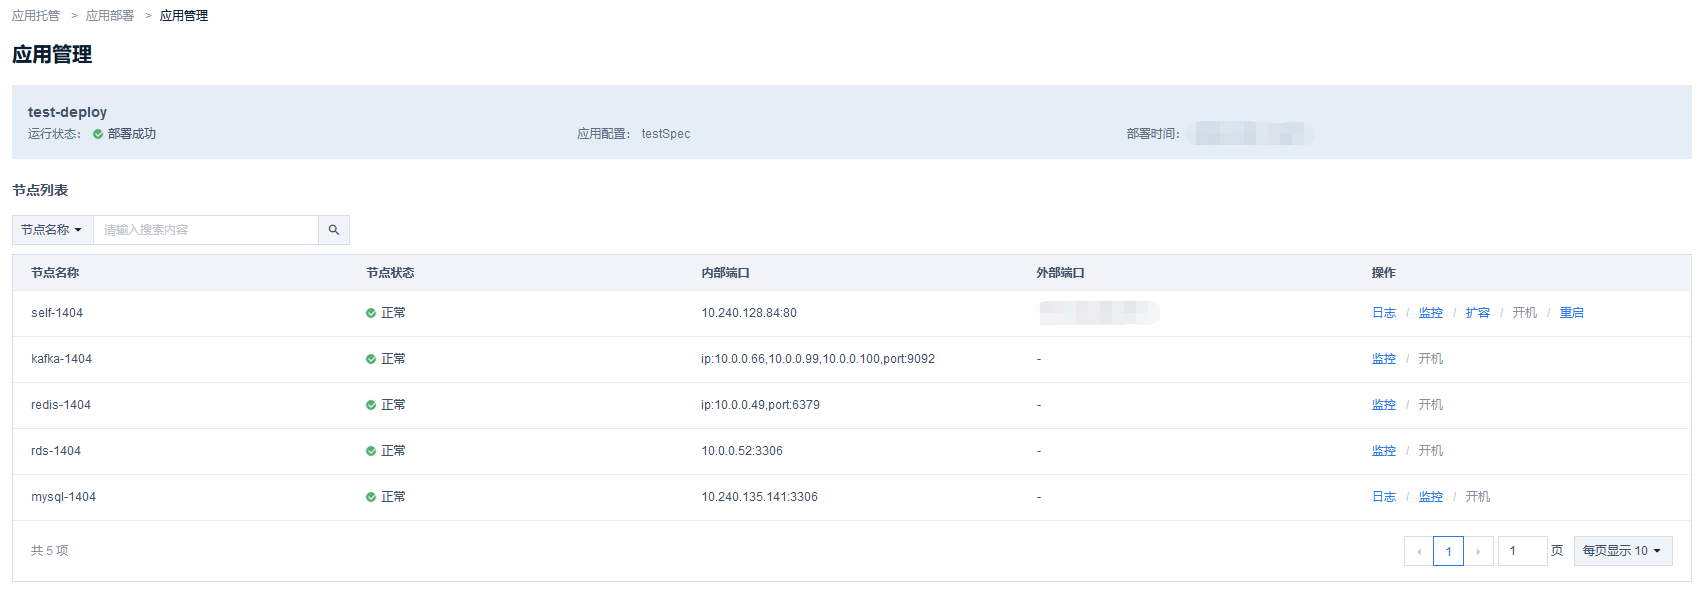 应用托管 > 应用部署 > 应用管理
应用管理
test-deploy
运行状态： 部署成功 应用配置： testSpec 部署时间：
节点列表
节点名称 请输入搜索内容
节点名称 节点状态 内部端口 外部端口 操作
self-1404 正常 10.240.128.84:80 日志 / 监控 / 扩容 / 开机 / 重启
kafka-1404 正常 ip:10.0.0.66,10.0.0.99,10.0.0.100,port:9092 - 监控 / 开机
redis-1404 正常 ip:10.0.0.49,port:6379 - 监控 / 开机
rds-1404 正常 10.0.0.52:3306 - 监控 / 开机
mysql-1404 正常 10.240.135.141:3306 - 日志 / 监控 / 开机
共 5 项 1 1 页 每页显示 10